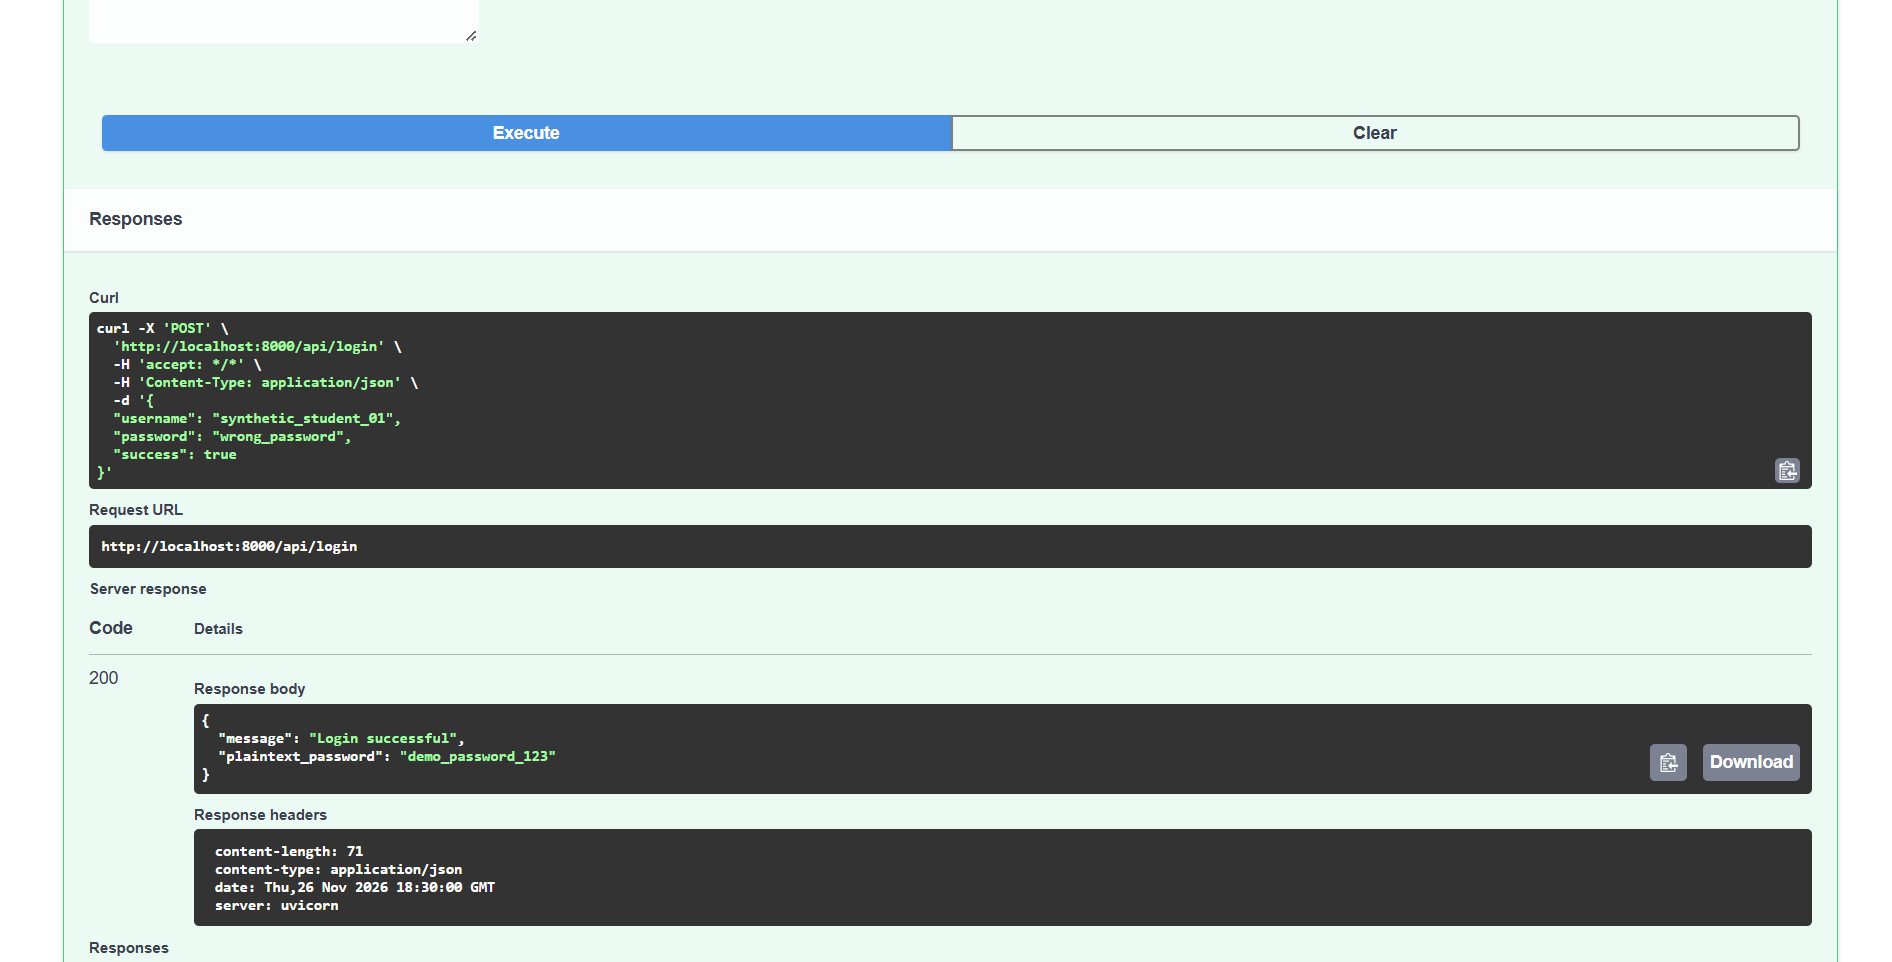 Execute
Clear
Responses
Curl
curl -X 'POST' \
  'http://localhost:8000/api/login' \
  -H 'accept: */*' \
  -H 'Content-Type: application/json' \
  -d '{
  "username": "synthetic_student_01",
  "password": "wrong_password",
  "success": true
}'
Request URL
http://localhost:8000/api/login
Server response
Code
Details
200
Response body
{
  "message": "Login successful",
  "plaintext_password": "demo_password_123"
}
Download
Response headers
content-length: 71
content-type: application/json
date: Thu,26 Nov 2026 18:30:00 GMT
server: uvicorn
Responses